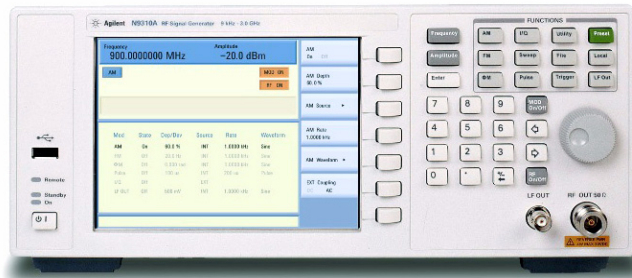 Agilent N9310A RF Signal Generator 9 kHz - 3.0 GHz
FUNCTIONS
Frequency
900.0000000 MHz
Amplitude
-20.0 dBm
AM
MOD ON
RF ON
Mod State Dep/Dev Source Rate Waveform
AM On 80.0 % INT 1.0000 kHz Sine
AM
On
AM Depth
80.0 %
AM Source
AM Rate
1.0000 kHz
AM Waveform
EXT Coupling
AC
Frequency AM I/Q Utility Preset
Amplitude FM Sweep File Local
Enter ΦM Pulse Trigger LF Out
7 8 9 MOD On/Off
4 5 6
1 2 3
0 . RF On/Off
LF OUT RF OUT 50 Ω
Remote
Standby
On